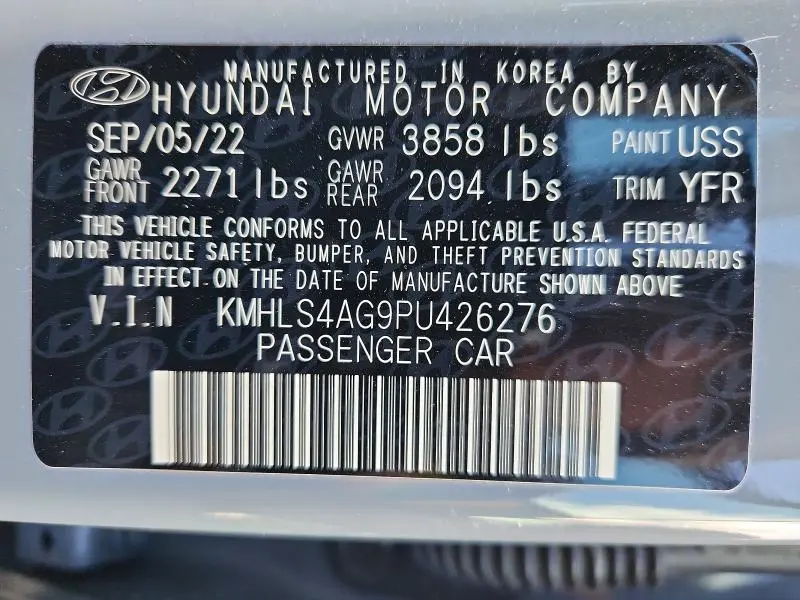 MANUFACTURED IN KOREA BY
HYUNDAI MOTOR COMPANY
SEP/05/22 GVWR 3858 lbs PAINT USS
GAWR FRONT 2271 lbs GAWR REAR 2094 lbs TRIM YFR
THIS VEHICLE CONFORMS TO ALL APPLICABLE U.S.A. FEDERAL
MOTOR VEHICLE SAFETY, BUMPER, AND THEFT PREVENTION STANDARDS
IN EFFECT ON THE DATE OF MANUFACTURE SHOWN ABOVE
V.I.N KMHLS4AG9PU426276
PASSENGER CAR